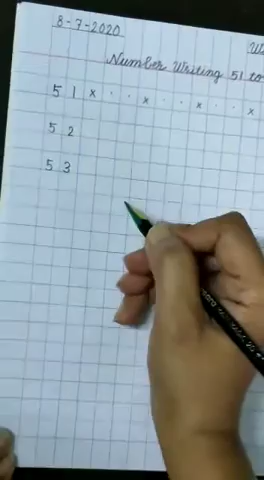 8-7-2020
Number Writing 51 to
5 1 x · · x · · x · · x
5 2
5 3